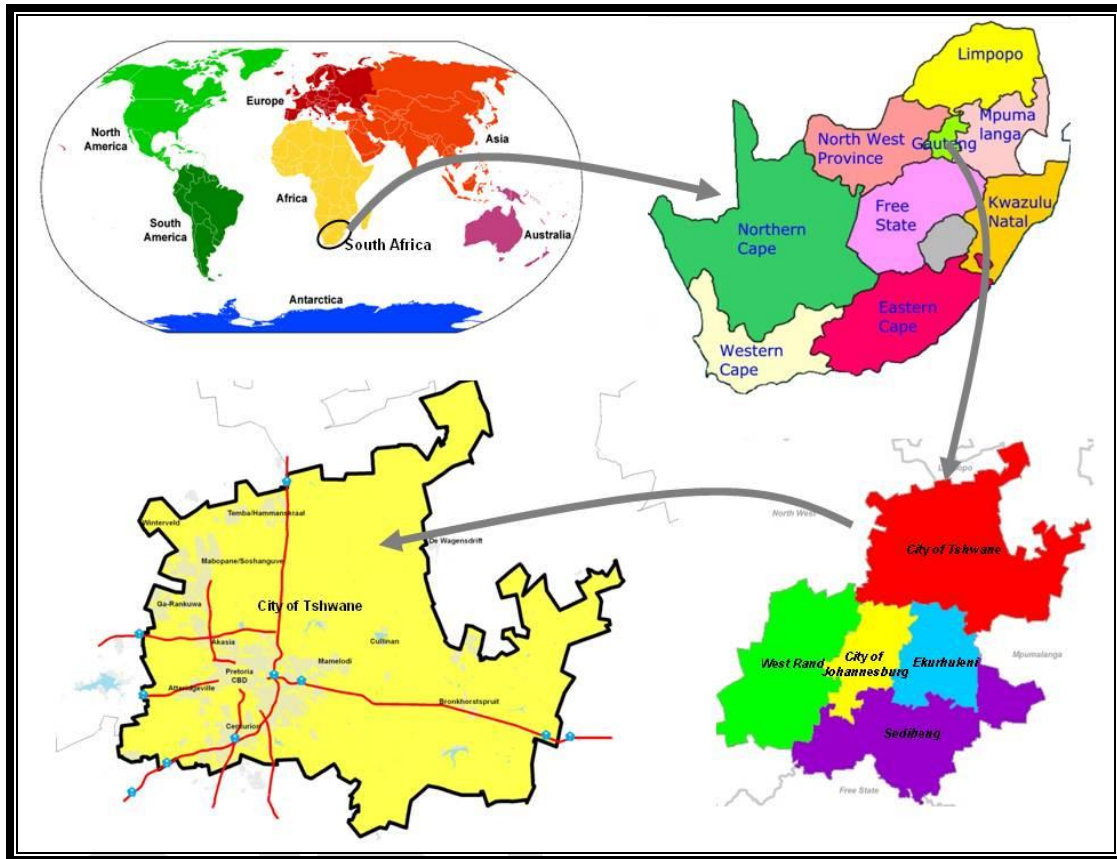 Europe
North
America
Asia
Africa
South
America
South Africa
Australia
Antarctica
Limpopo
Mpuma
langa
North West
Province
Gauteng
Free
State
Kwazulu
Natal
Northern
Cape
Eastern
Cape
Western
Cape
Winterveld
Temba/Hammanskraal
De Wagensdrift
Mabopane/Soshanguve
Ga-Rankuwa
City of Tshwane
Akasia
Cullinan
Mamelodi
Pretoria
CBD
Atteridgeville
Bronkhorstspruit
Centurion
Limpopo
North West
City of Tshwane
Mpumalanga
West Rand
City of
Johannesburg
Ekurhuleni
Sedibeng
Free State